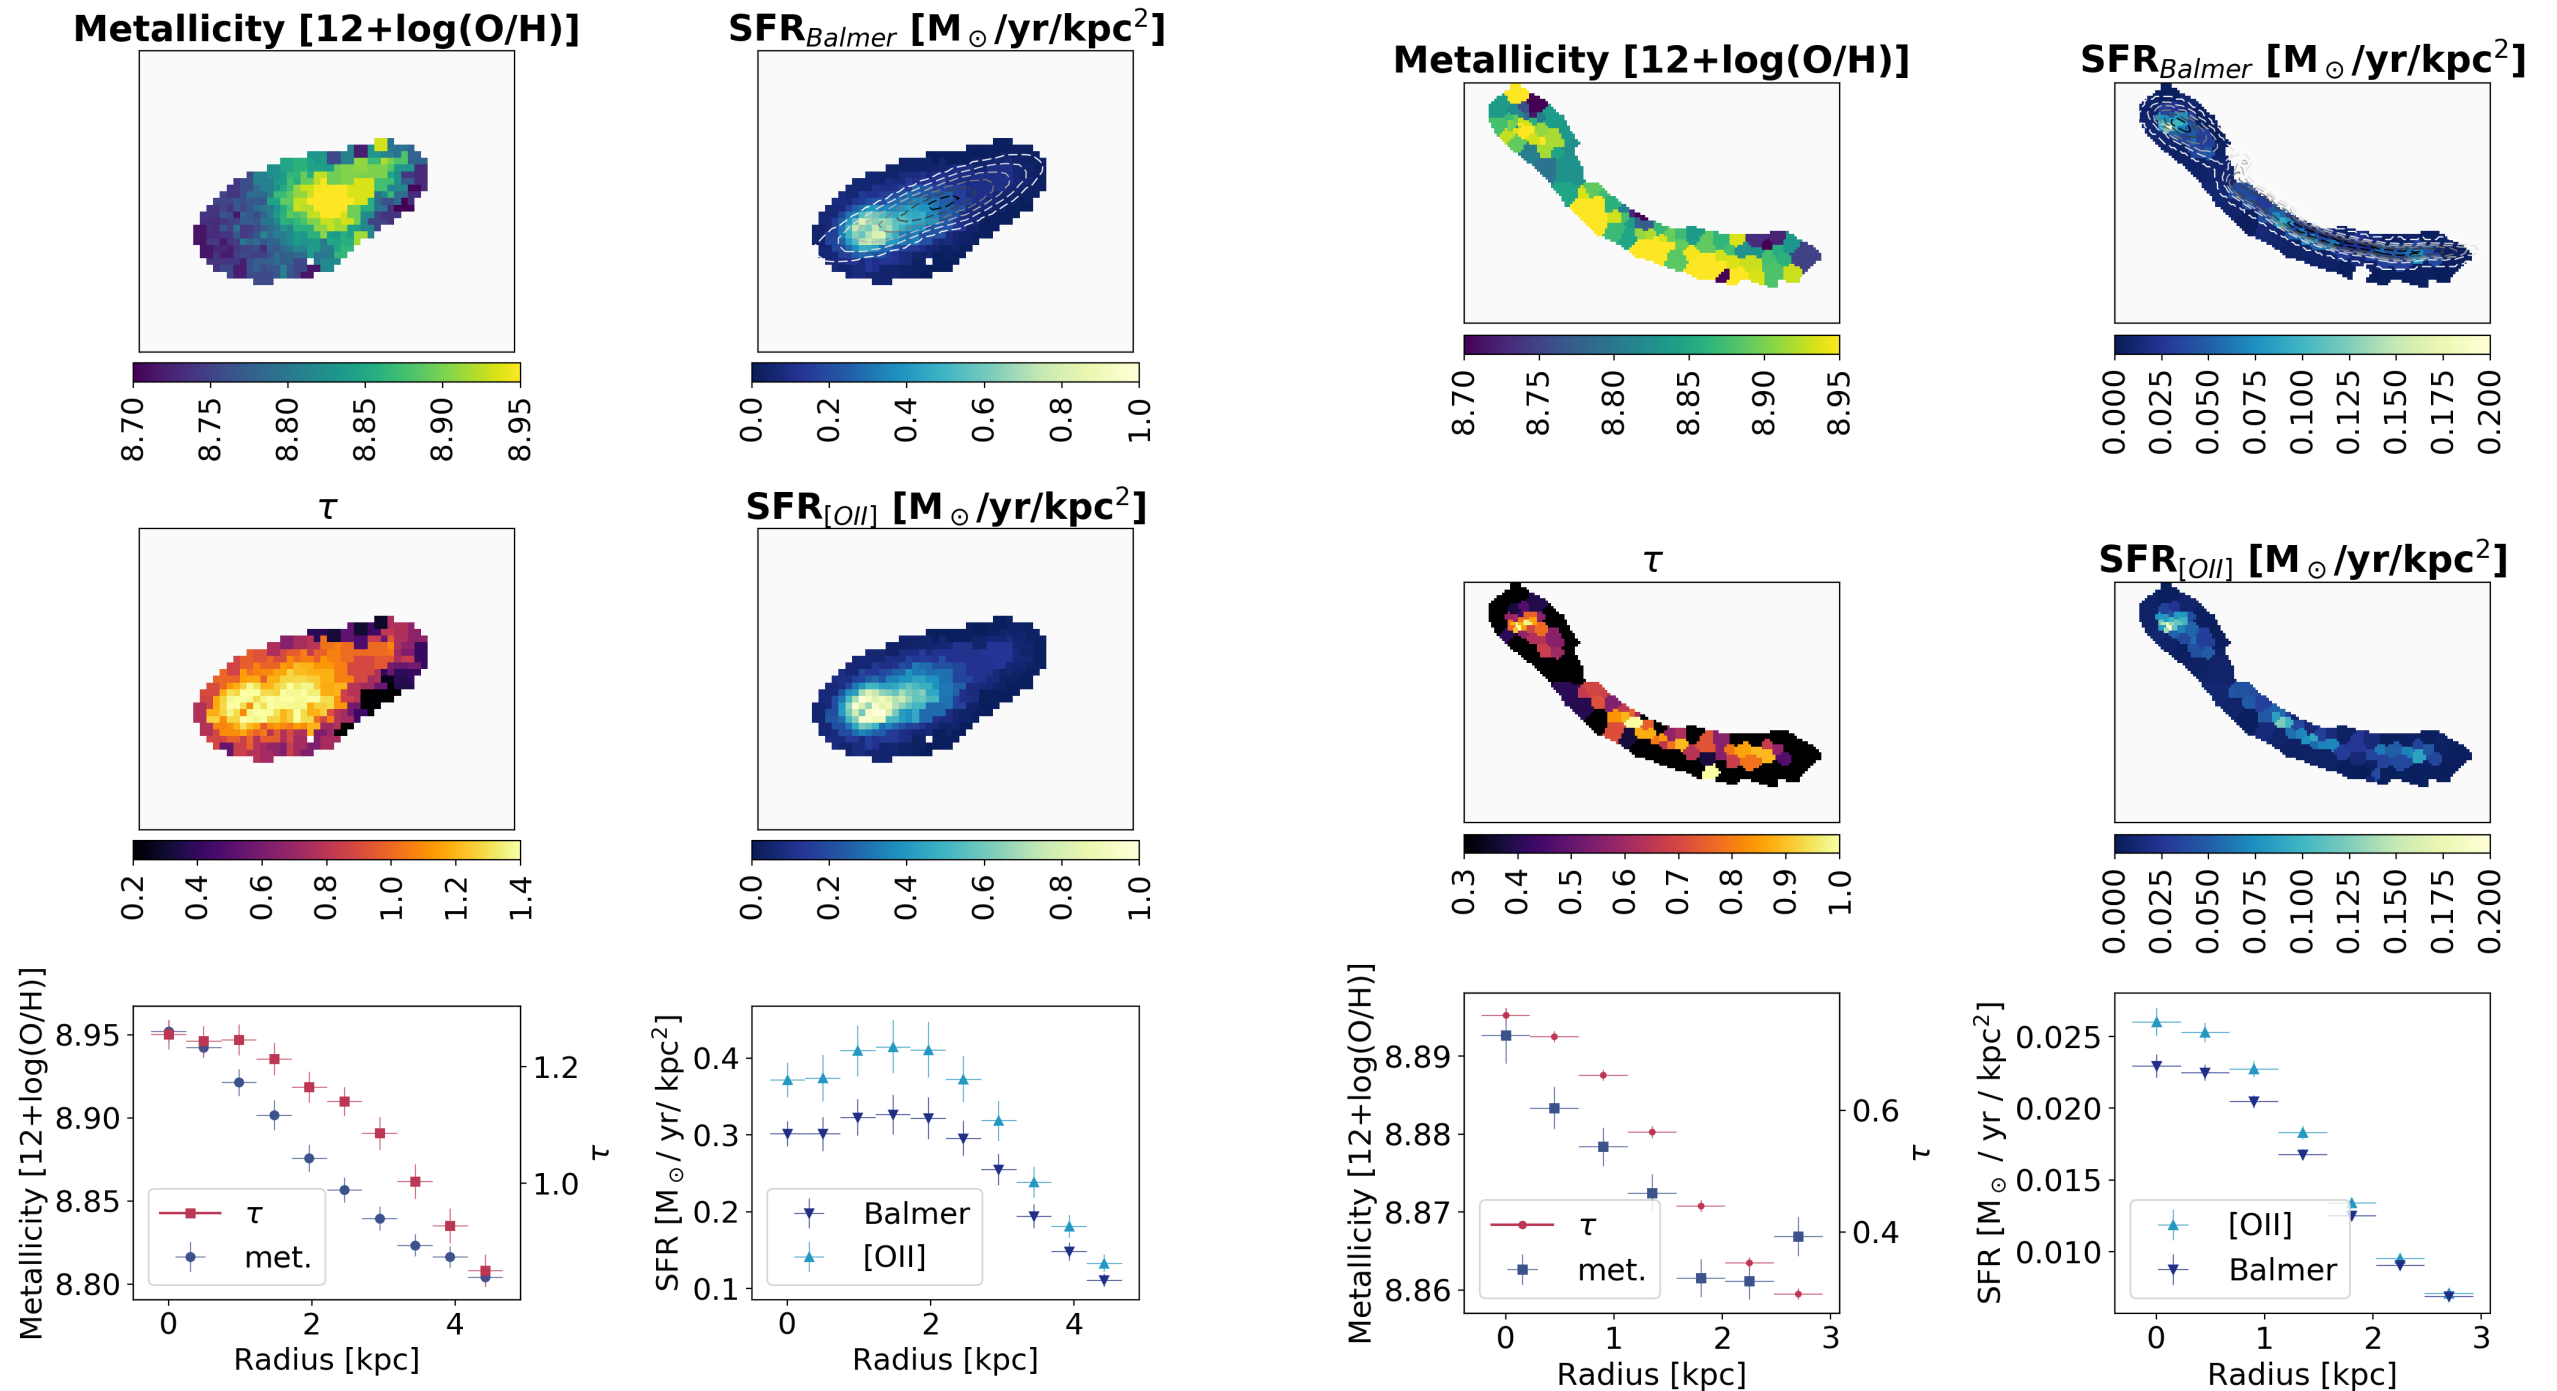 Metallicity [12+log(O/H)]
SFR_Balmer [M_⊙/yr/kpc²]
8.70 8.75 8.80 8.85 8.90 8.95
0.0 0.2 0.4 0.6 0.8 1.0
τ
SFR_[OII] [M_⊙/yr/kpc²]
0.2 0.4 0.6 0.8 1.0 1.2 1.4
0.0 0.2 0.4 0.6 0.8 1.0
Metallicity [12+log(O/H)]
8.95
8.90
8.85
8.80
τ
met.
1.2
1.0
τ
0 2 4
Radius [kpc]
SFR [M_⊙/ yr/ kpc²]
0.4
0.3
0.2
0.1
Balmer
[OII]
0 2 4
Radius [kpc]
Metallicity [12+log(O/H)]
SFR_Balmer [M_⊙/yr/kpc²]
8.70 8.75 8.80 8.85 8.90 8.95
0.000 0.025 0.050 0.075 0.100 0.125 0.150 0.175 0.200
τ
SFR_[OII] [M_⊙/yr/kpc²]
0.3 0.4 0.5 0.6 0.7 0.8 0.9 1.0
0.000 0.025 0.050 0.075 0.100 0.125 0.150 0.175 0.200
Metallicity [12+log(O/H)]
8.89
8.88
8.87
8.86
τ
met.
0.6
0.4
τ
0 1 2 3
Radius [kpc]
SFR [M_⊙ / yr / kpc²]
0.025
0.020
0.015
0.010
[OII]
Balmer
0 1 2 3
Radius [kpc]